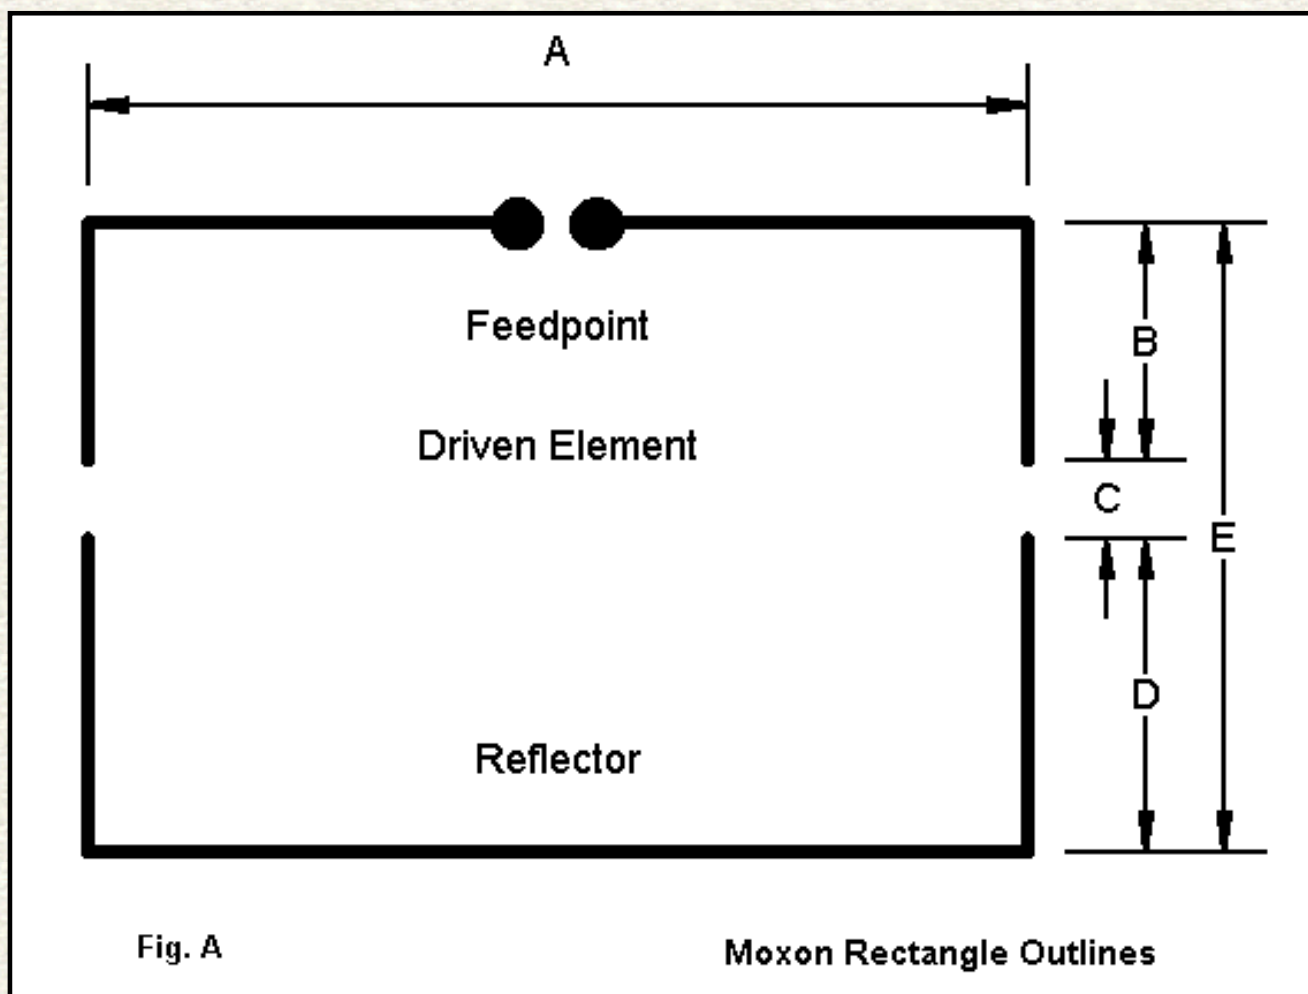 A
Feedpoint
B
Driven Element
C
E
D
Reflector
Fig. A
Moxon Rectangle Outlines